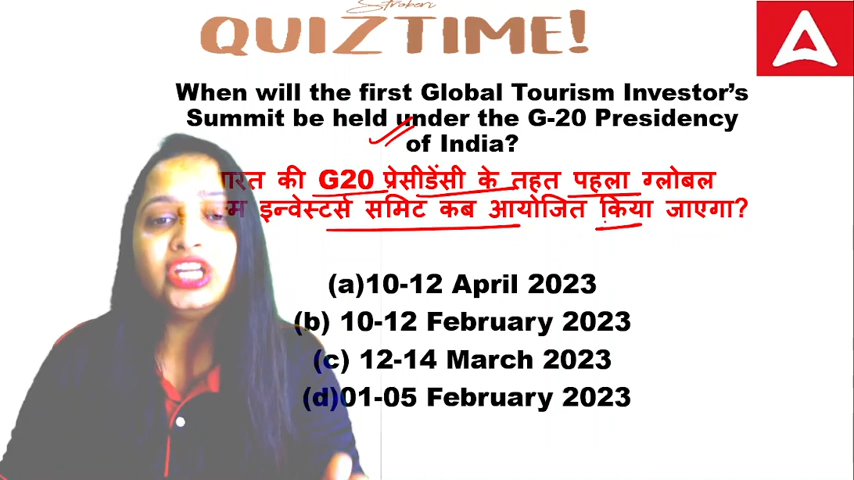 Stroberi
QUIZTIME!
When will the first Global Tourism Investor’s
Summit be held under the G-20 Presidency
of India?
की G20 प्रेसीडेंसी के तहत पहला ग्लोबल
इन्वेस्टर्स समिट कब आयोजित किया जाएगा?
(a)10-12 April 2023
(b) 10-12 February 2023
(c) 12-14 March 2023
(d)01-05 February 2023